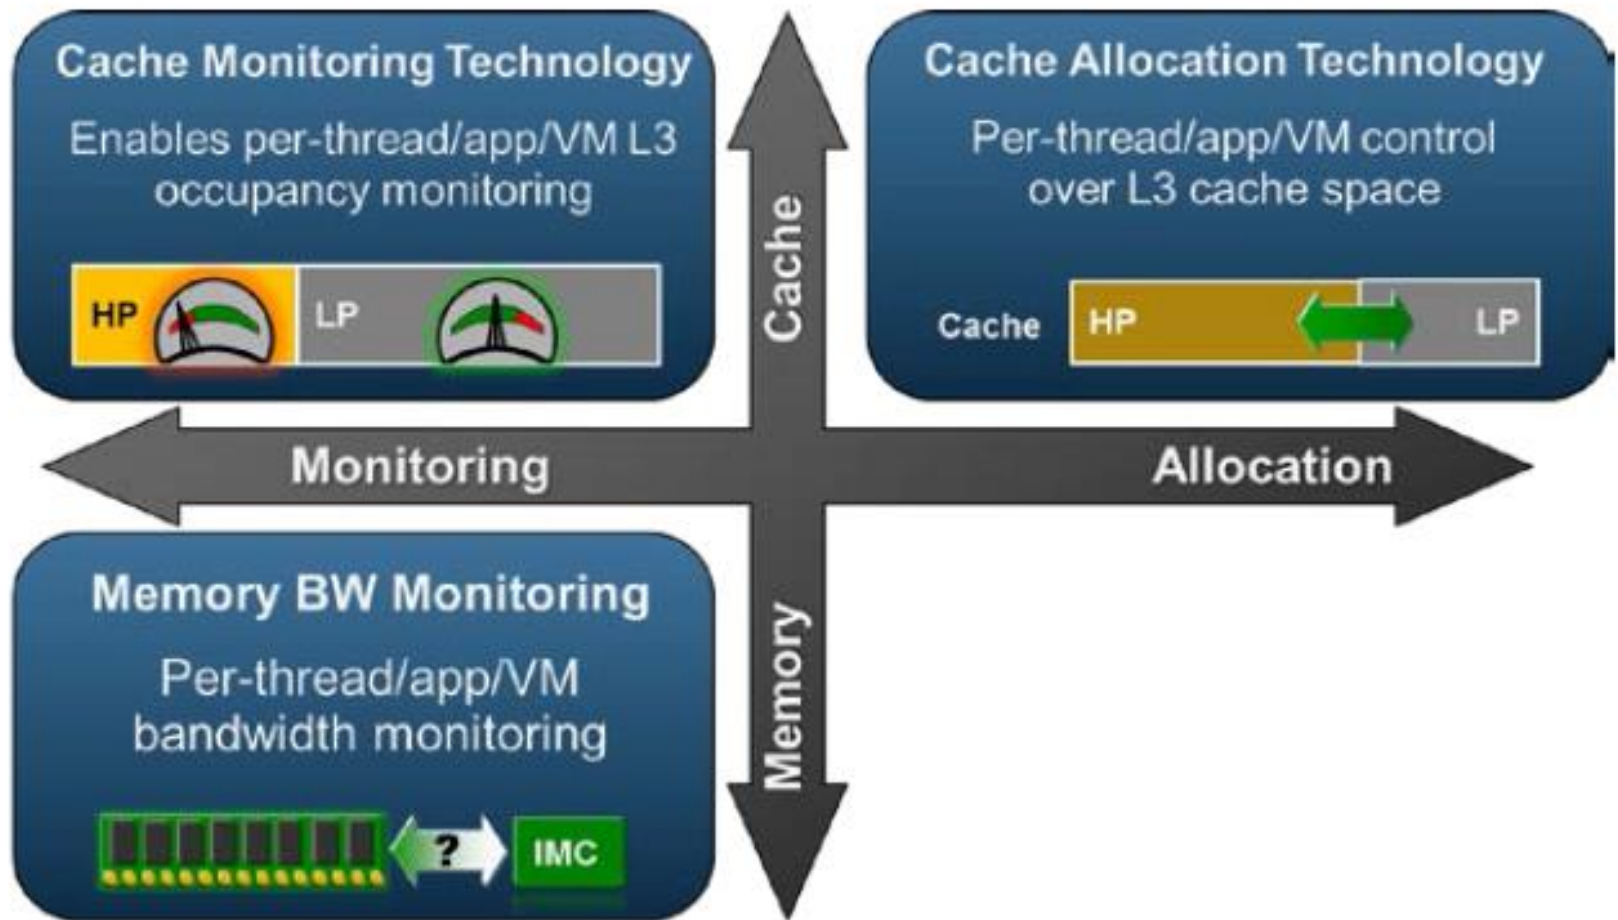 Cache Monitoring Technology
Enables per-thread/app/VM L3
occupancy monitoring
HP
LP
Cache Allocation Technology
Per-thread/app/VM control
over L3 cache space
Cache
HP
LP
Cache
Monitoring
Allocation
Memory
Memory BW Monitoring
Per-thread/app/VM
bandwidth monitoring
?
IMC